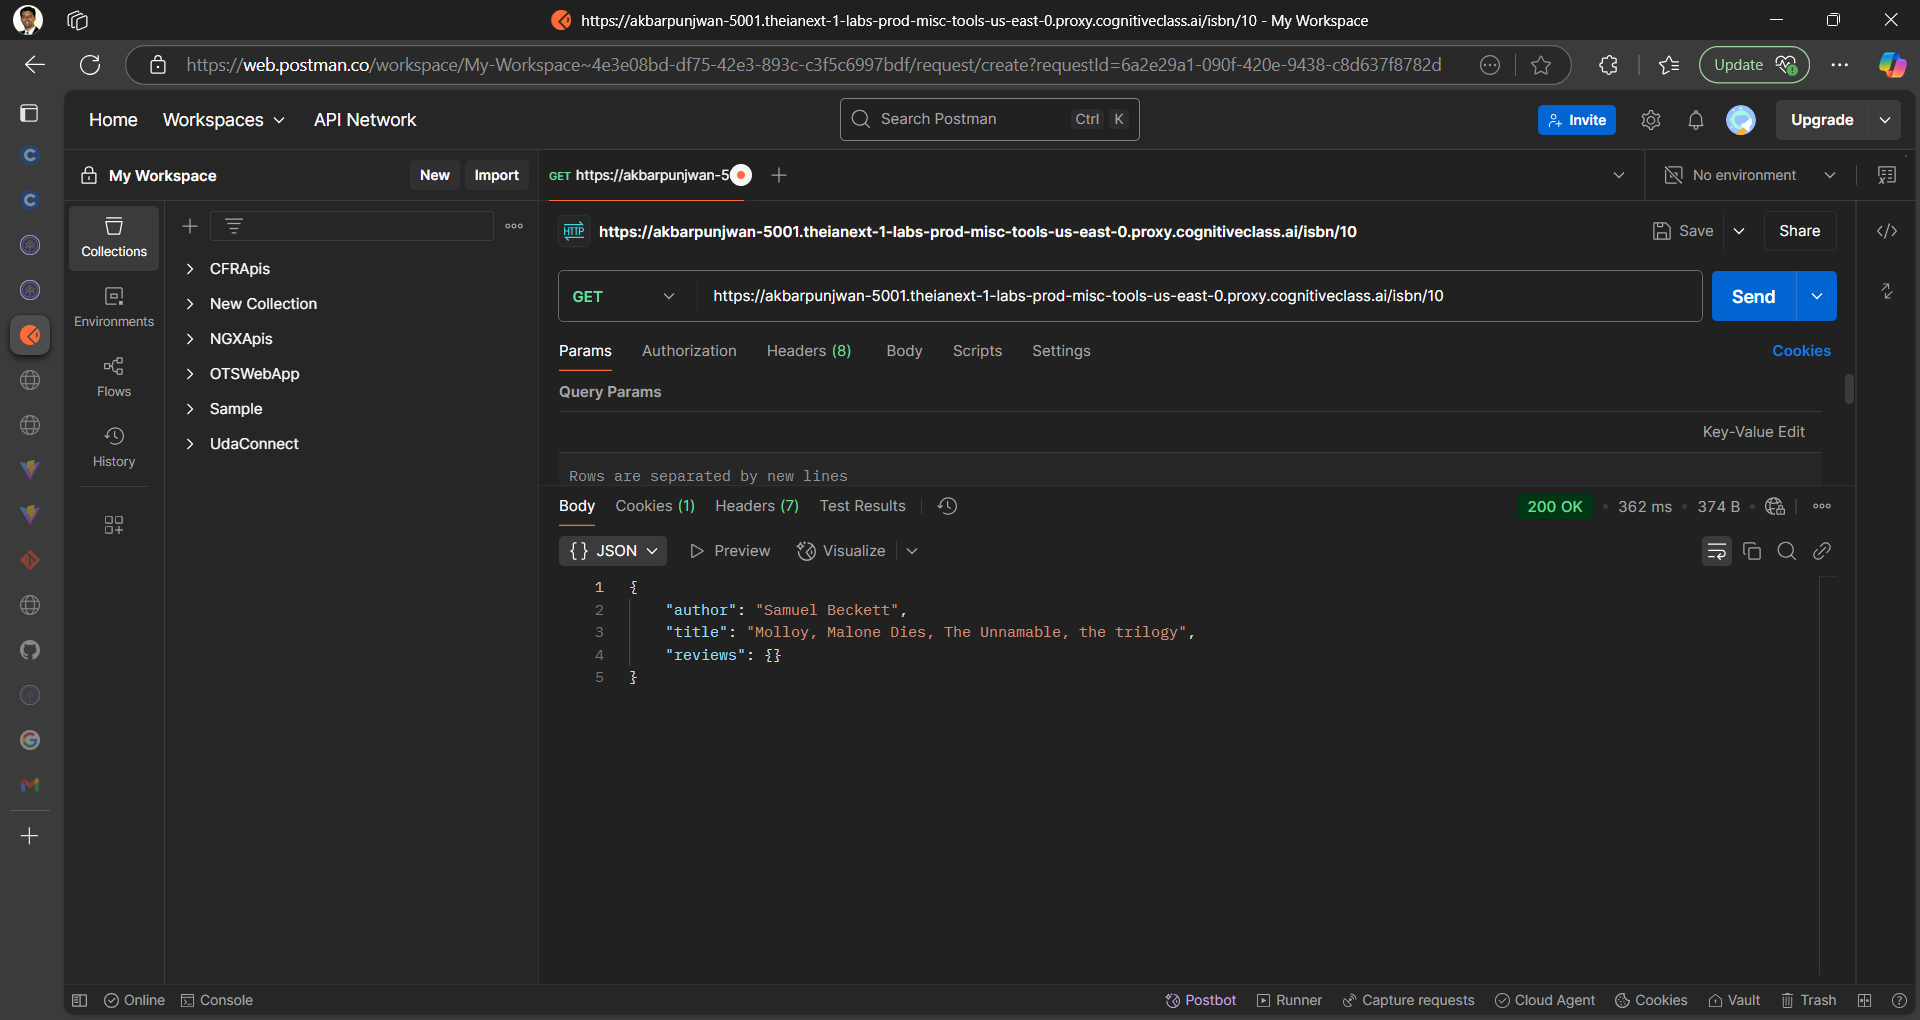 https://akbarpunjwan-5001.theianext-1-labs-prod-misc-tools-us-east-0.proxy.cognitiveclass.ai/isbn/10 - My Workspace
https://web.postman.co/workspace/My-Workspace~4e3e08bd-df75-42e3-893c-c3f5c6997bdf/request/create?requestId=6a2e29a1-090f-420e-9438-c8d637f8782d
Update
Home Workspaces API Network Search Postman Ctrl K Invite Upgrade
My Workspace New Import GET https://akbarpunjwan-5 No environment
Collections
Environments
Flows
History
CFRApis
New Collection
NGXApis
OTSWebApp
Sample
UdaConnect
HTTP https://akbarpunjwan-5001.theianext-1-labs-prod-misc-tools-us-east-0.proxy.cognitiveclass.ai/isbn/10 Save Share
GET https://akbarpunjwan-5001.theianext-1-labs-prod-misc-tools-us-east-0.proxy.cognitiveclass.ai/isbn/10 Send
Params Authorization Headers (8) Body Scripts Settings Cookies
Query Params
Key-Value Edit
Rows are separated by new lines
Body Cookies (1) Headers (7) Test Results 200 OK • 362 ms • 374 B
{} JSON Preview Visualize
1 {
2 "author": "Samuel Beckett",
3 "title": "Molloy, Malone Dies, The Unnamable, the trilogy",
4 "reviews": {}
5 }
Online Console Postbot Runner Capture requests Cloud Agent Cookies Vault Trash